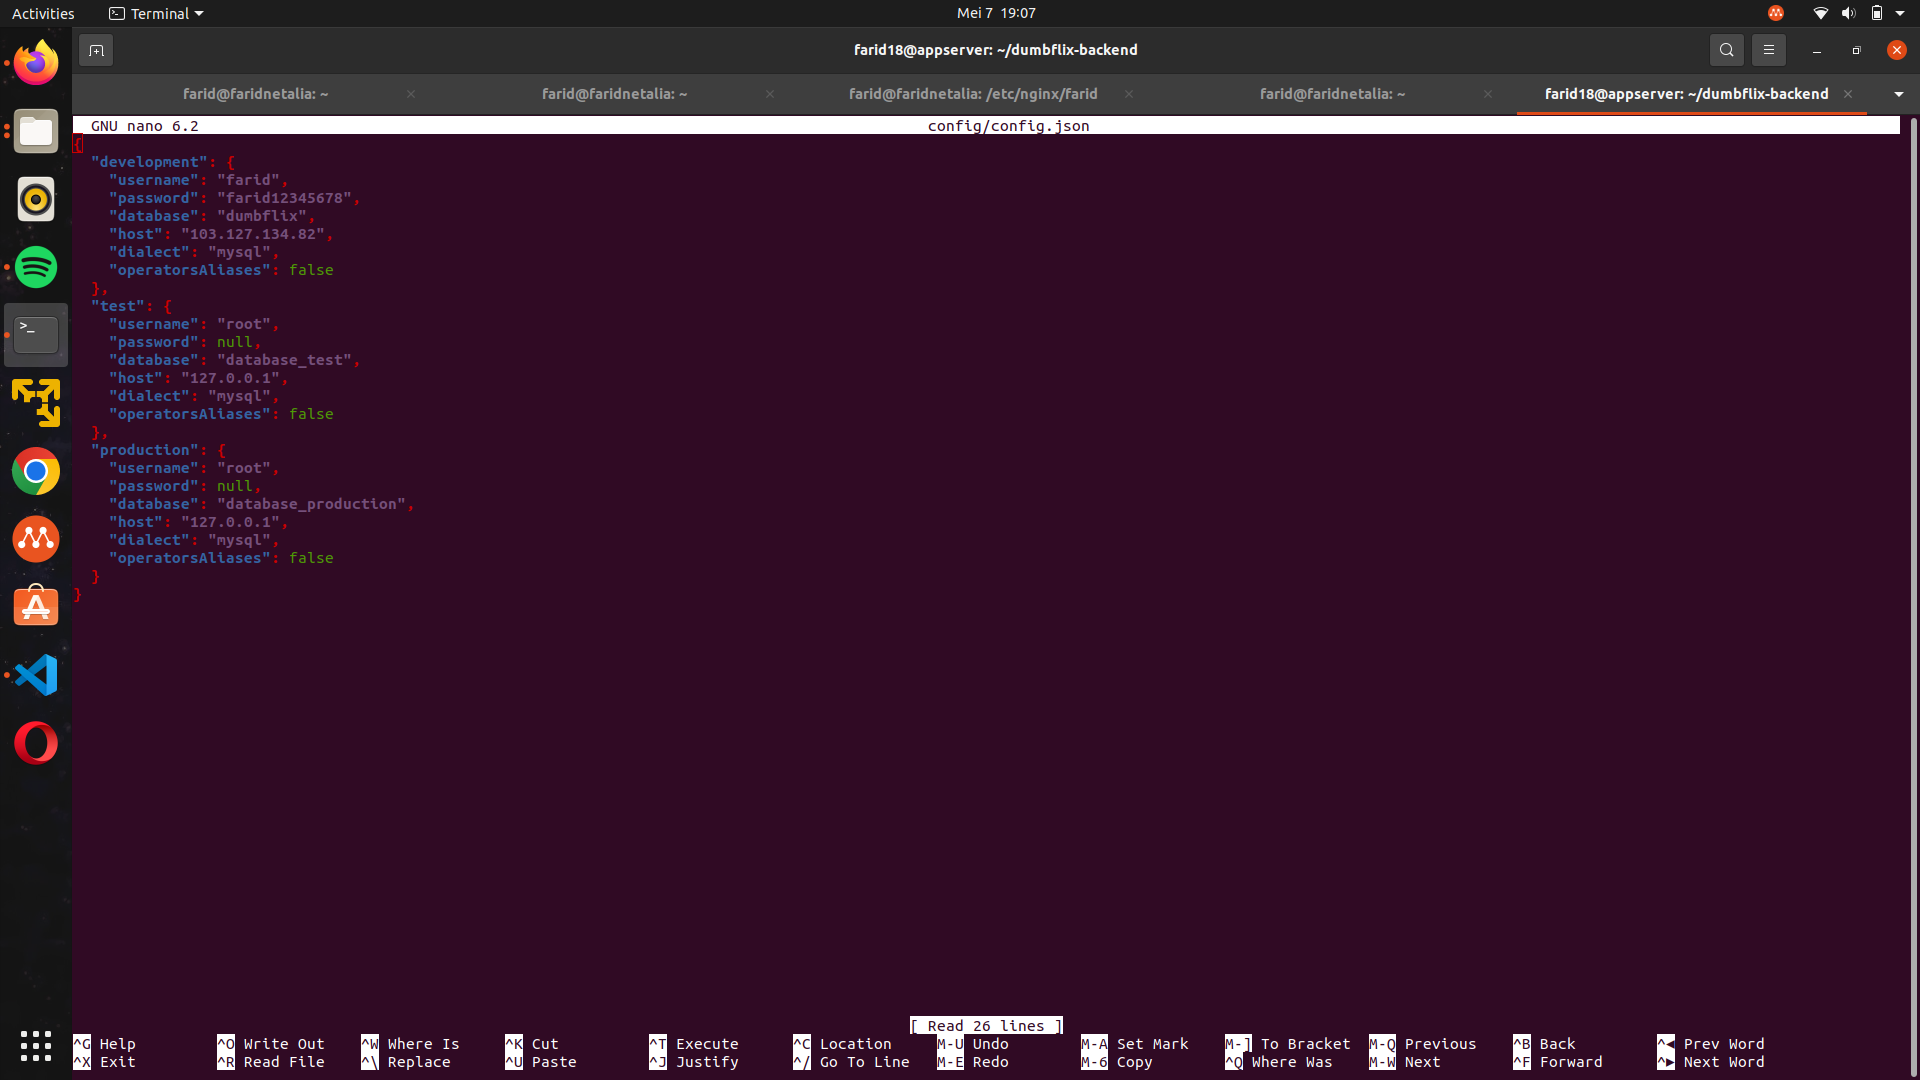 Activities
Terminal
Mei 7 19:07
farid18@appserver: ~/dumbflix-backend
farid@faridnetalia: ~
farid@faridnetalia: ~
farid@faridnetalia: /etc/nginx/farid
farid@faridnetalia: ~
farid18@appserver: ~/dumbflix-backend
GNU nano 6.2
config/config.json
{
  "development": {
    "username": "farid",
    "password": "farid12345678",
    "database": "dumbflix",
    "host": "103.127.134.82",
    "dialect": "mysql",
    "operatorsAliases": false
  },
  "test": {
    "username": "root",
    "password": null,
    "database": "database_test",
    "host": "127.0.0.1",
    "dialect": "mysql",
    "operatorsAliases": false
  },
  "production": {
    "username": "root",
    "password": null,
    "database": "database_production",
    "host": "127.0.0.1",
    "dialect": "mysql",
    "operatorsAliases": false
  }
}
[ Read 26 lines ]
^G Help ^O Write Out ^W Where Is ^K Cut ^T Execute ^C Location M-U Undo M-A Set Mark M-] To Bracket M-Q Previous ^B Back ^◀ Prev Word
^X Exit ^R Read File ^\ Replace ^U Paste ^J Justify ^/ Go To Line M-E Redo M-6 Copy ^Q Where Was M-W Next ^F Forward ^▶ Next Word